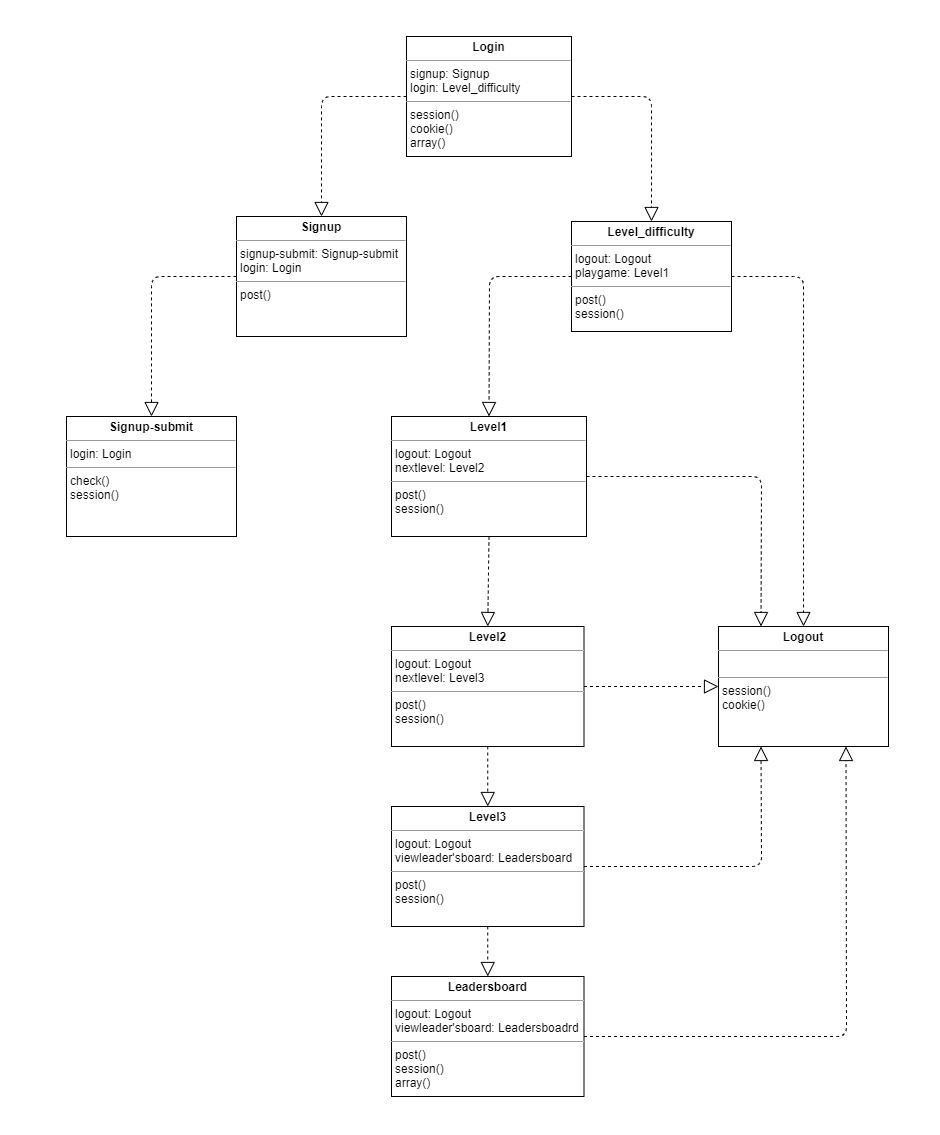 Login
signup: Signup
login: Level_difficulty
session()
cookie()
array()
Signup
signup-submit: Signup-submit
login: Login
post()
Level_difficulty
logout: Logout
playgame: Level1
post()
session()
Signup-submit
login: Login
check()
session()
Level1
logout: Logout
nextlevel: Level2
post()
session()
Level2
logout: Logout
nextlevel: Level3
post()
session()
Logout
session()
cookie()
Level3
logout: Logout
viewleader'sboard: Leadersboard
post()
session()
Leadersboard
logout: Logout
viewleader'sboard: Leadersboadrd
post()
session()
array()